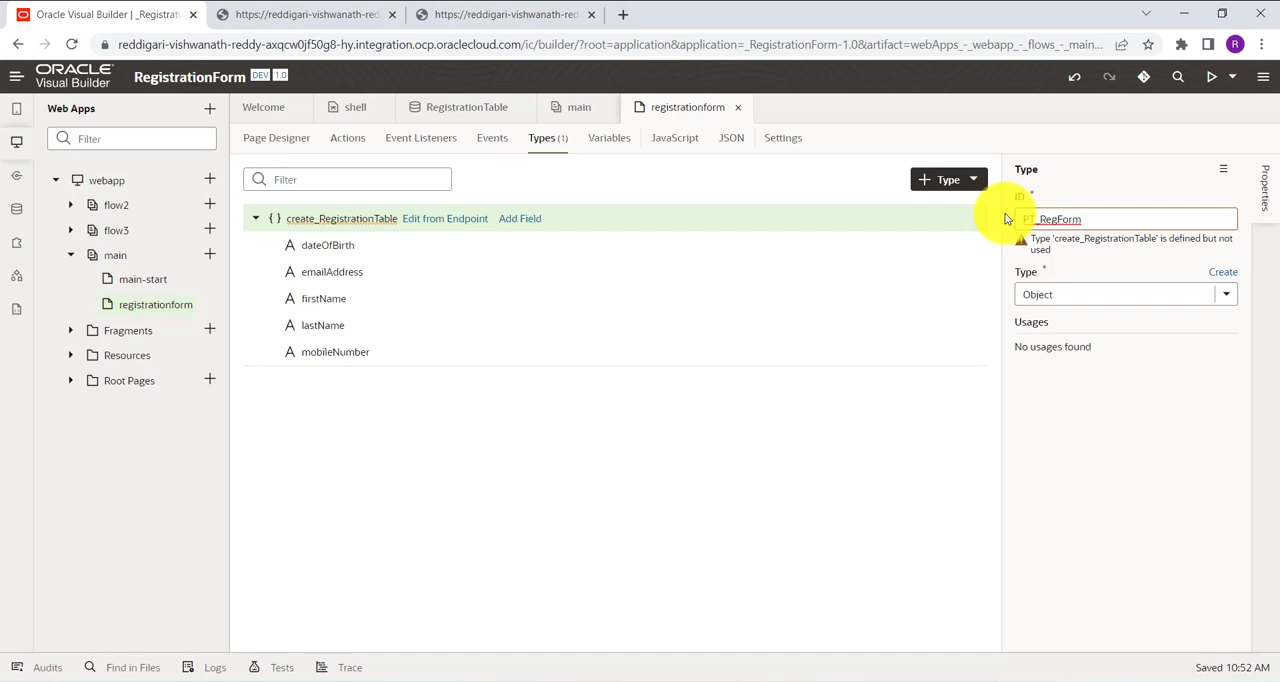 Oracle Visual Builder | _Registrati
https://reddigari-vishwanath-red
https://reddigari-vishwanath-red
reddigari-vishwanath-reddy-axqcw0jf50g8-hy.integration.ocp.oraclecloud.com/ic/builder/?root=application&application=_RegistrationForm-1.0&artifact=webApps_-_webapp_-_flows_-_main...
R
ORACLE
Visual Builder
RegistrationForm
DEV 1.0
Web Apps
Filter
webapp
flow2
flow3
main
main-start
registrationform
Fragments
Resources
Root Pages
Welcome
shell
RegistrationTable
main
registrationform
Page Designer
Actions
Event Listeners
Events
Types (1)
Variables
JavaScript
JSON
Settings
Filter
+ Type
{ } create_RegistrationTable Edit from Endpoint Add Field
A dateOfBirth
A emailAddress
A firstName
A lastName
A mobileNumber
Type
ID *
PT_RegForm
Type 'create_RegistrationTable' is defined but not
used
Type *
Create
Object
Usages
No usages found
Properties
Audits
Find in Files
Logs
Tests
Trace
Saved 10:52 AM